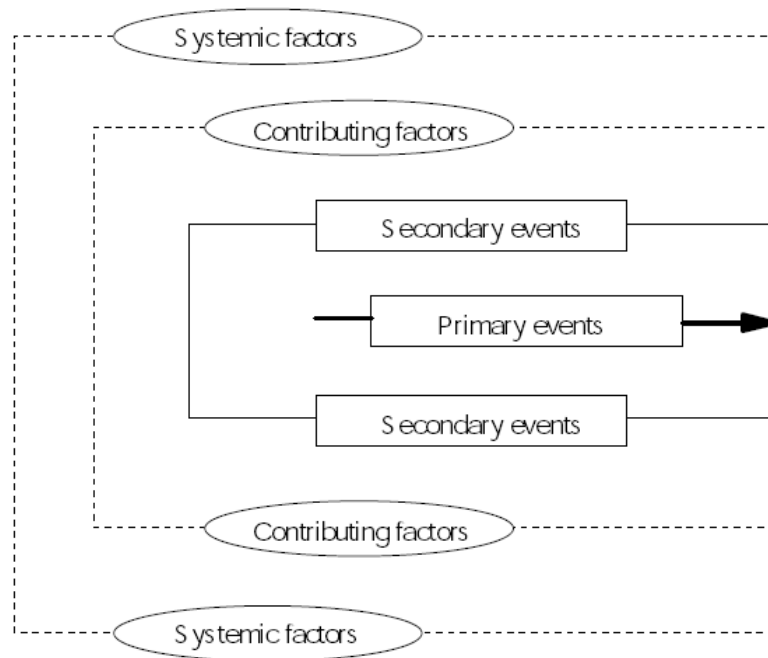 Systemic factors
Contributing factors
Secondary events
Primary events
Secondary events
Contributing factors
Systemic factors